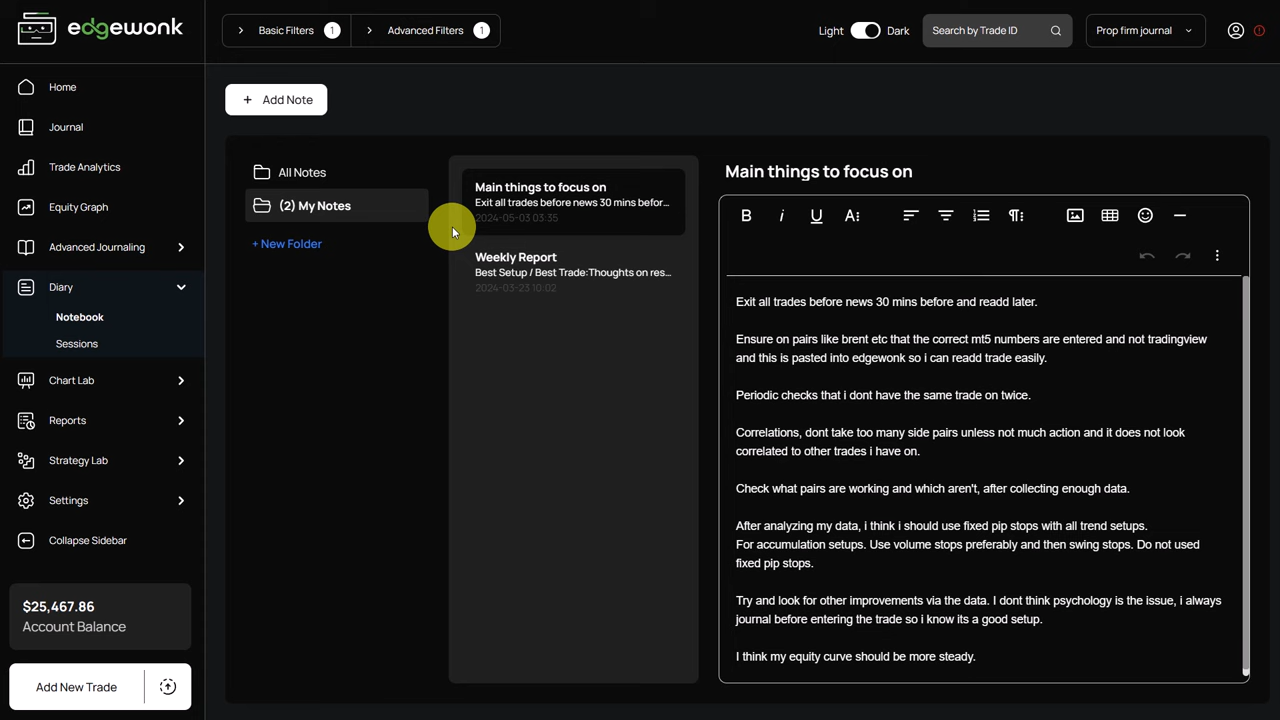 edgewonk
Basic Filters 1
Advanced Filters 1
Light
Dark
Search by Trade ID
Prop firm journal
Home
Journal
Trade Analytics
Equity Graph
Advanced Journaling
Diary
Notebook
Sessions
Chart Lab
Reports
Strategy Lab
Settings
Collapse Sidebar
$25,467.86
Account Balance
Add New Trade
+ Add Note
All Notes
(2) My Notes
+ New Folder
Main things to focus on
Exit all trades before news 30 mins befor...
2024-05-03 03:35
Weekly Report
Best Setup / Best Trade:Thoughts on res...
2024-03-23 10:02
Main things to focus on
B i U A
Exit all trades before news 30 mins before and readd later.
Ensure on pairs like brent etc that the correct mt5 numbers are entered and not tradingview
and this is pasted into edgewonk so i can readd trade easily.
Periodic checks that i dont have the same trade on twice.
Correlations, dont take too many side pairs unless not much action and it does not look
correlated to other trades i have on.
Check what pairs are working and which aren't, after collecting enough data.
After analyzing my data, i think i should use fixed pip stops with all trend setups.
For accumulation setups. Use volume stops preferably and then swing stops. Do not used
fixed pip stops.
Try and look for other improvements via the data. I dont think psychology is the issue, i always
journal before entering the trade so i know its a good setup.
I think my equity curve should be more steady.